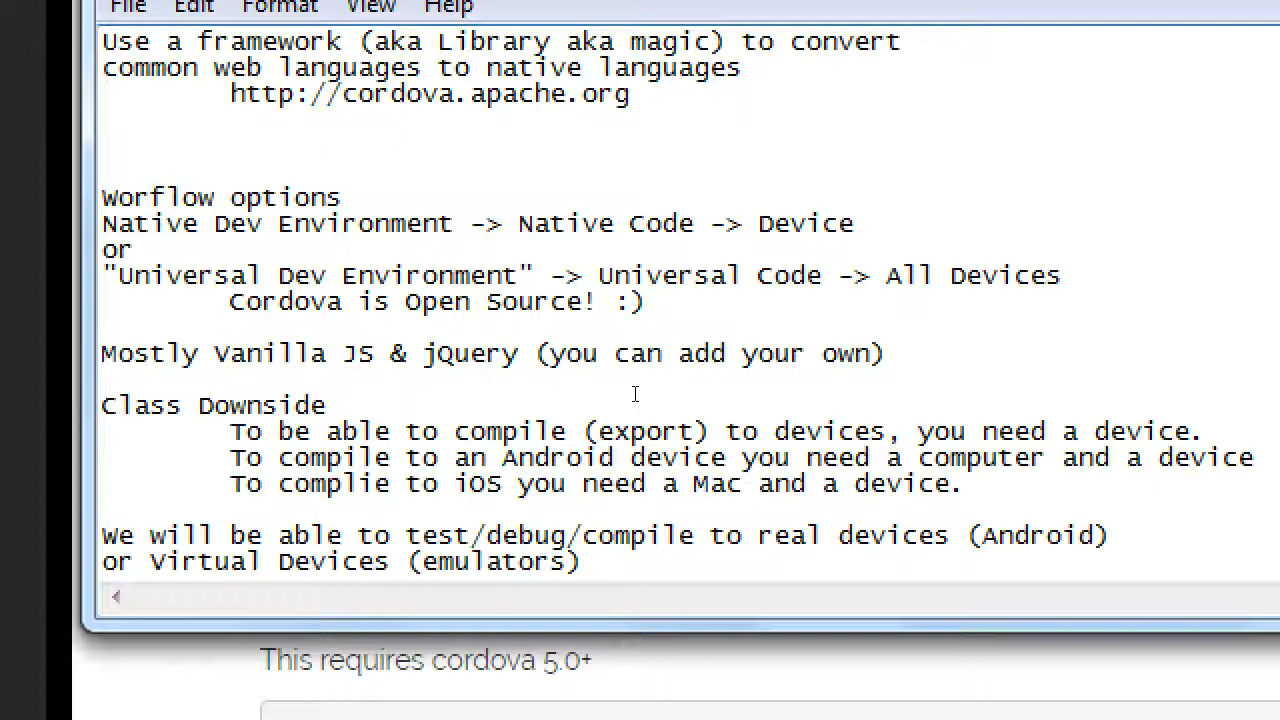 File Edit Format View Help
Use a framework (aka Library aka magic) to convert
common web languages to native languages
http://cordova.apache.org
Worflow options
Native Dev Environment -> Native Code -> Device
or
"Universal Dev Environment" -> Universal Code -> All Devices
Cordova is Open Source! :)
Mostly Vanilla JS & jQuery (you can add your own)
Class Downside
To be able to compile (export) to devices, you need a device.
To compile to an Android device you need a computer and a device
To complie to iOS you need a Mac and a device.
We will be able to test/debug/compile to real devices (Android)
or Virtual Devices (emulators)
This requires cordova 5.0+